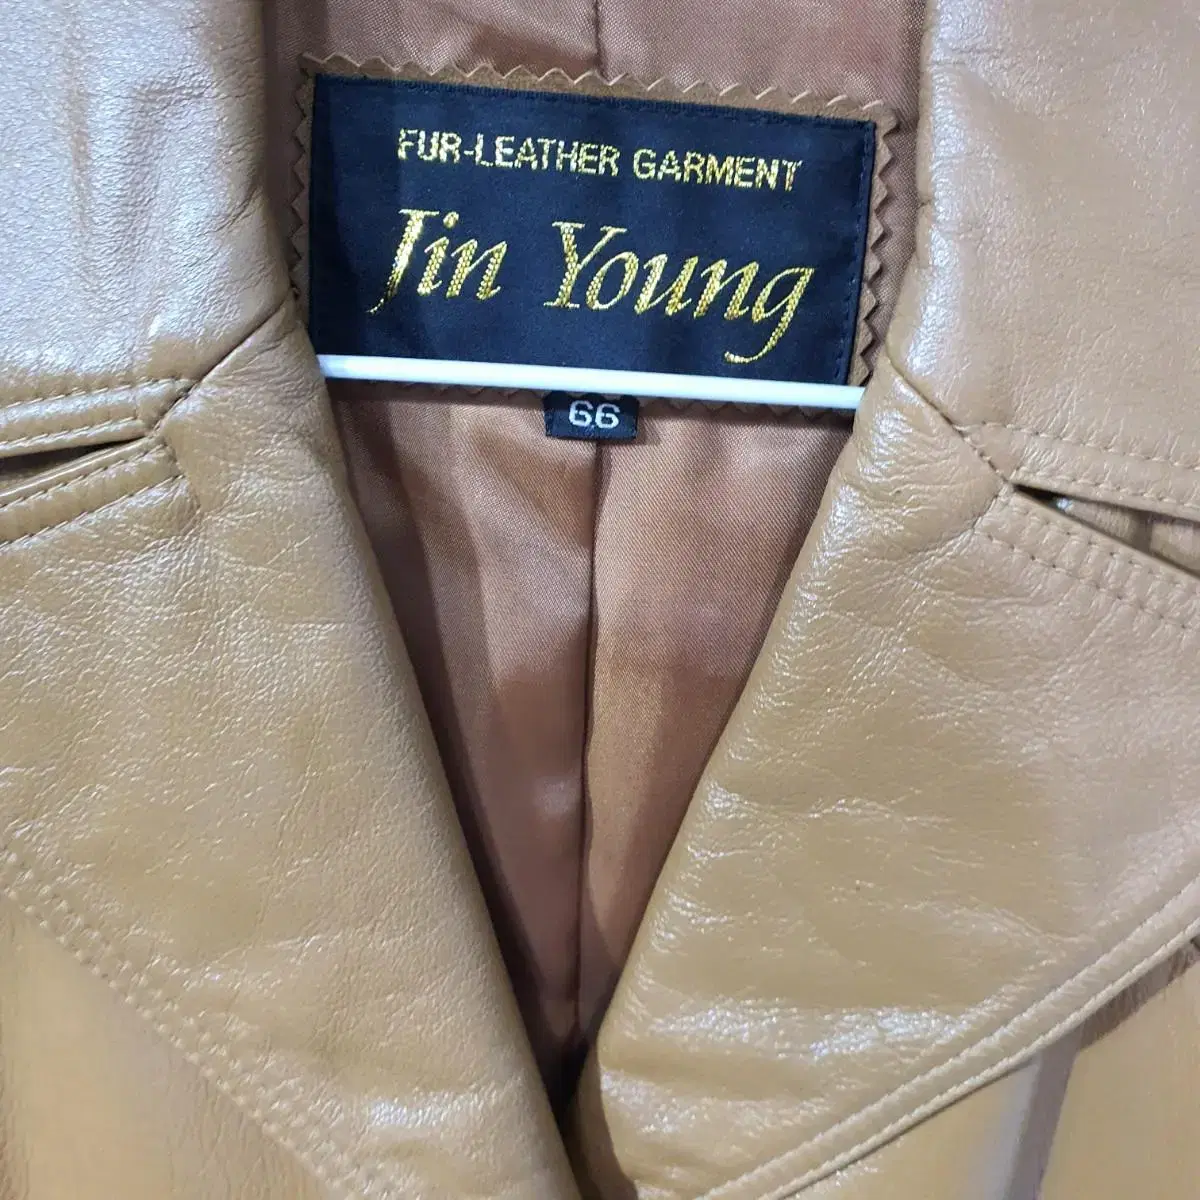 FUR-LEATHER GARMENT
Jin Young
66